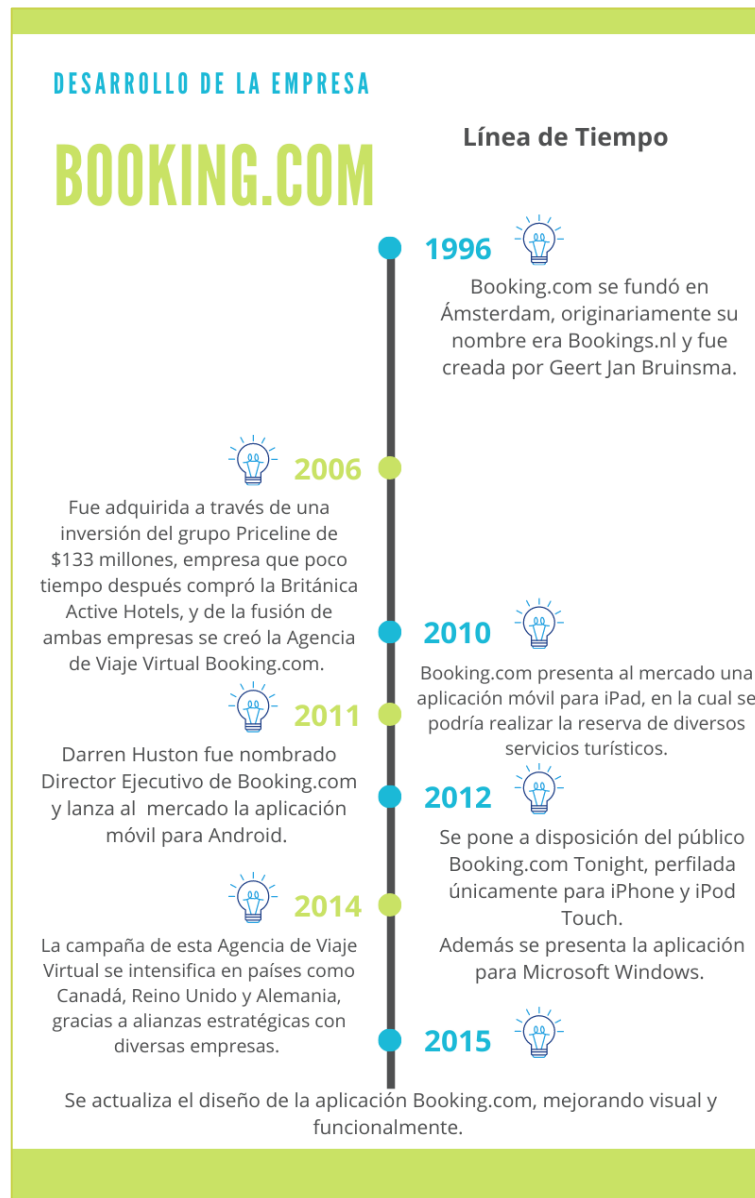 DESARROLLO DE LA EMPRESA
BOOKING.COM
Línea de Tiempo
1996
Booking.com se fundó en
Ámsterdam, originariamente su
nombre era Bookings.nl y fue
creada por Geert Jan Bruinsma.
2006
Fue adquirida a través de una
inversión del grupo Priceline de
$133 millones, empresa que poco
tiempo después compró la Británica
Active Hotels, y de la fusión de
ambas empresas se creó la Agencia
de Viaje Virtual Booking.com.
2010
Booking.com presenta al mercado una
aplicación móvil para iPad, en la cual se
podría realizar la reserva de diversos
servicios turísticos.
2011
Darren Huston fue nombrado
Director Ejecutivo de Booking.com
y lanza al mercado la aplicación
móvil para Android.
2012
Se pone a disposición del público
Booking.com Tonight, perfilada
únicamente para iPhone y iPod
Touch.
Además se presenta la aplicación
para Microsoft Windows.
2014
La campaña de esta Agencia de Viaje
Virtual se intensifica en países como
Canadá, Reino Unido y Alemania,
gracias a alianzas estratégicas con
diversas empresas.
2015
Se actualiza el diseño de la aplicación Booking.com, mejorando visual y
funcionalmente.